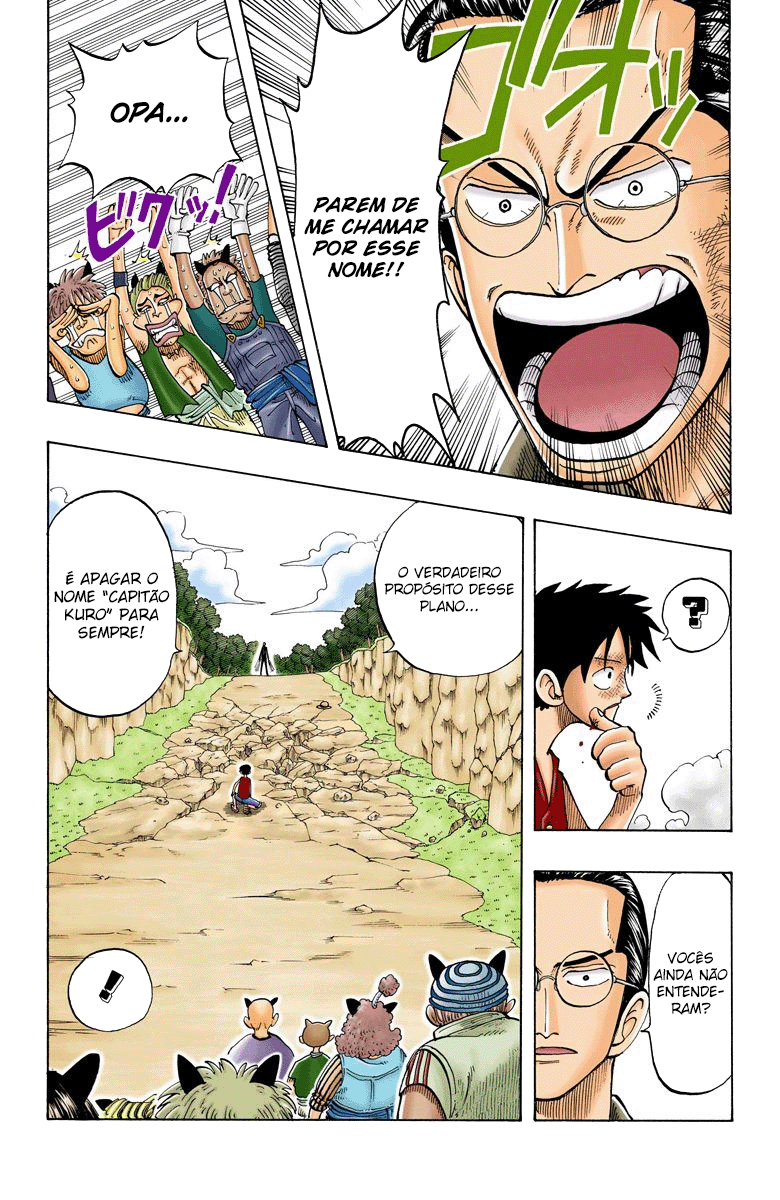 ゴオッ
PAREM DE
ME CHAMAR
POR ESSE
NOME!!
OPA...
ビクッ!
?
VOCÊS
AINDA NÃO
ENTENDE-
RAM?
O VERDADEIRO
PROPÓSITO DESSE
PLANO...
É APAGAR O
NOME “CAPITÃO
KURO” PARA
SEMPRE!
!